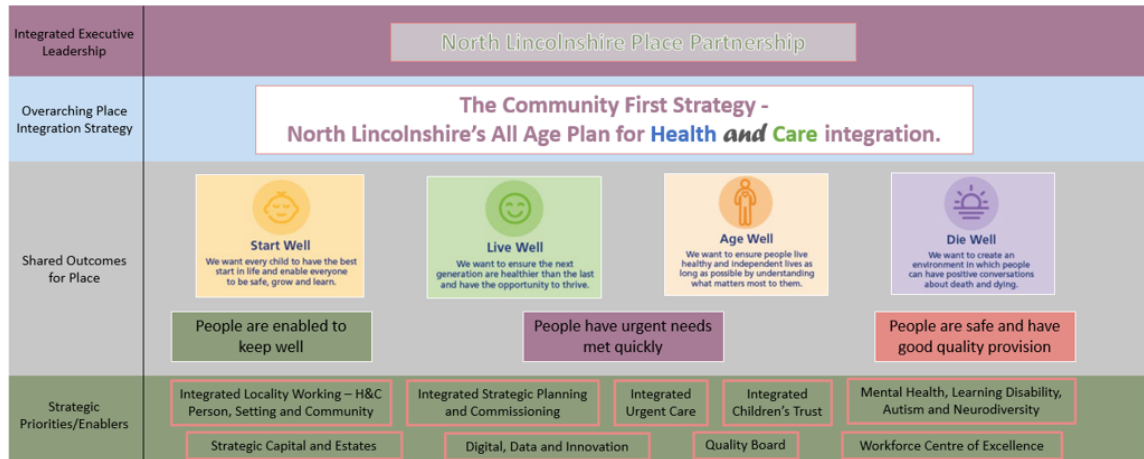 Integrated Executive
Leadership
North Lincolnshire Place Partnership
Overarching Place
Integration Strategy
The Community First Strategy -
North Lincolnshire's All Age Plan for Health and Care integration.
Shared Outcomes
for Place
Start Well
We want every child to have the best
start in life and enable everyone
to be safe, grow and learn.
Live Well
We want to ensure the next
generation are healthier than the last
and have the opportunity to thrive.
Age Well
We want to ensure people live
healthy and independent lives as
long as possible by understanding
what matters most to them.
Die Well
We want to create an
environment in which people
can have positive conversations
about death and dying.
People are enabled to
keep well
People have urgent needs
met quickly
People are safe and have
good quality provision
Strategic
Priorities/Enablers
Integrated Locality Working – H&C
Person, Setting and Community
Integrated Strategic Planning
and Commissioning
Integrated
Urgent Care
Integrated
Children's Trust
Mental Health, Learning Disability,
Autism and Neurodiversity
Strategic Capital and Estates
Digital, Data and Innovation
Quality Board
Workforce Centre of Excellence